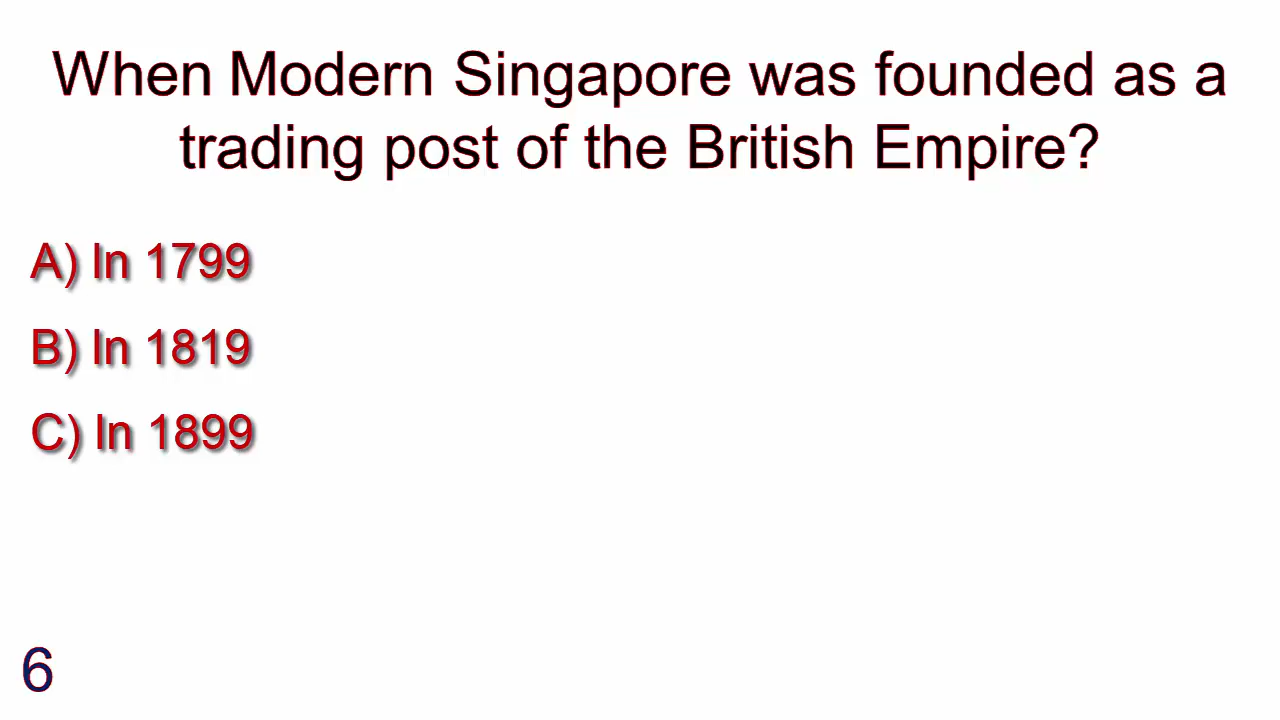 When Modern Singapore was founded as a
trading post of the British Empire?
A) In 1799
B) In 1819
C) In 1899
6